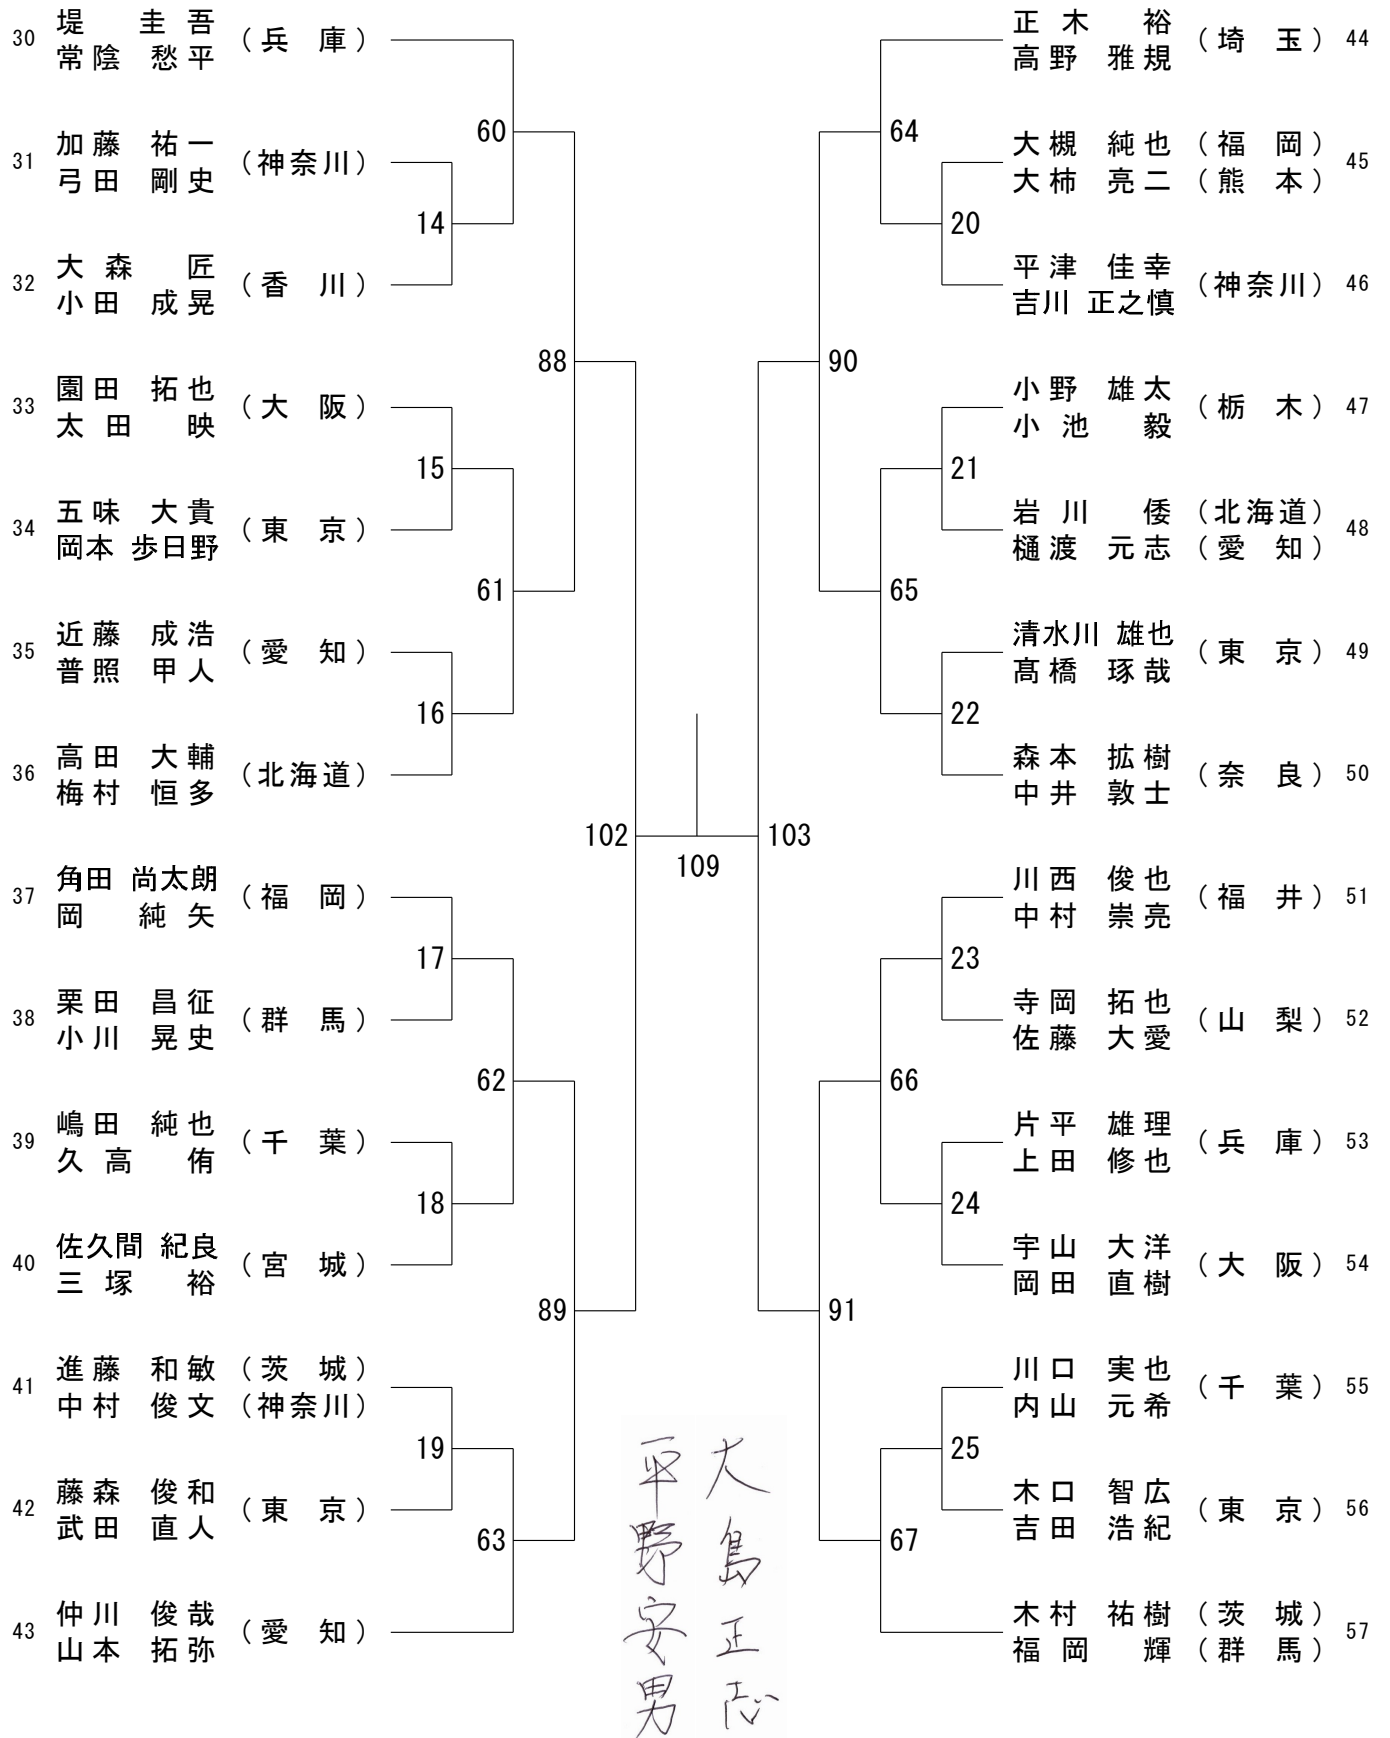 30 堤 圭吾 (兵庫)
常陰 愁平
60
31 加藤 祐一 (神奈川)
弓田 剛史
14
32 大森 匠 (香川)
小田 成晃
88
33 園田 拓也 (大阪)
太田 映
15
34 五味 大貴 (東京)
岡本 歩日野
61
35 近藤 成浩 (愛知)
普照 甲人
16
36 高田 大輔 (北海道)
梅村 恒多
102
37 角田 尚太朗 (福岡)
岡 純矢
17
38 栗田 昌征 (群馬)
小川 晃史
62
39 嶋田 純也 (千葉)
久高 侑
18
40 佐久間 紀良 (宮城)
三塚 裕
89
41 進藤 和敏 (茨城)
中村 俊文 (神奈川)
19
42 藤森 俊和 (東京)
武田 直人
63
43 仲川 俊哉 (愛知)
山本 拓弥
109
正木 裕 (埼玉) 44
高野 雅規
64
大槻 純也 (福岡) 45
大柿 亮二 (熊本)
20
平津 佳幸 (神奈川) 46
吉川 正之慎
90
小野 雄太 (栃木) 47
小池 毅
21
岩川 倭 (北海道) 48
樋渡 元志 (愛知)
65
清水川 雄也 (東京) 49
髙橋 琢哉
22
森本 拡樹 (奈良) 50
中井 敦士
103
川西 俊也 (福井) 51
中村 崇亮
23
寺岡 拓也 (山梨) 52
佐藤 大愛
66
片平 雄理 (兵庫) 53
上田 修也
24
宇山 大洋 (大阪) 54
岡田 直樹
91
川口 実也 (千葉) 55
内山 元希
25
木口 智広 (東京) 56
吉田 浩紀
67
木村 祐樹 (茨城) 57
福岡 輝 (群馬)
大島正志
平野安男